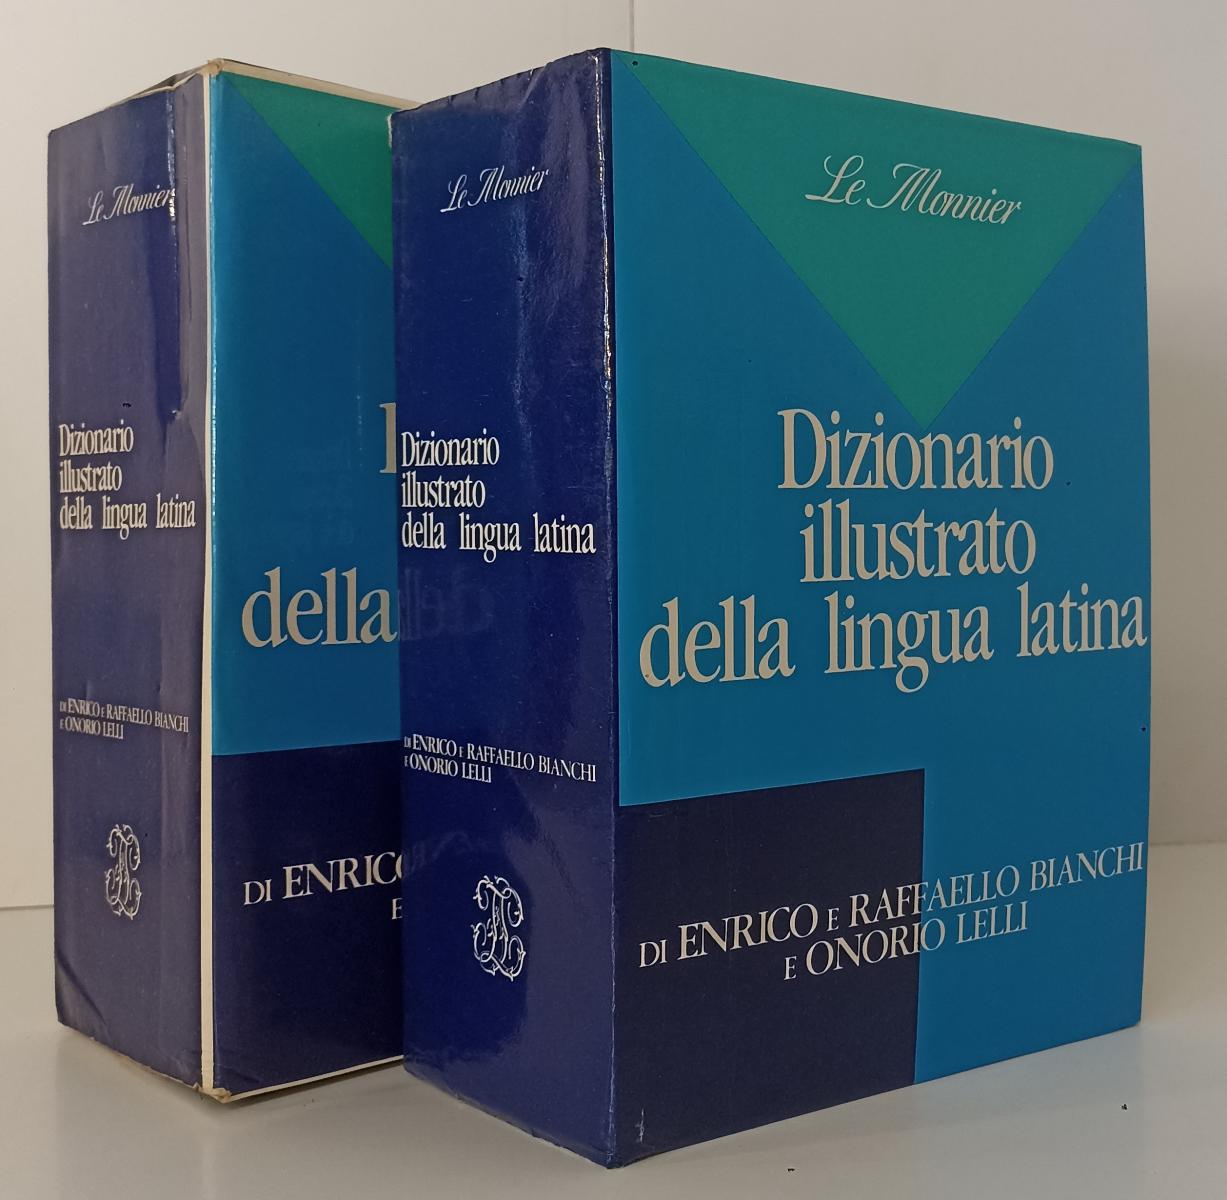 Le Monnier
Dizionario
illustrato
della lingua latina
DI ENRICO E RAFFAELLO BIANCHI
E ONORIO LELLI
della
DI ENRICO
E
Le Monnier
Dizionario
illustrato
della lingua latina
DI ENRICO E RAFFAELLO BIANCHI
E ONORIO LELLI
Le Monnier
Dizionario
illustrato
della lingua latina
DI ENRICO E RAFFAELLO BIANCHI
E ONORIO LELLI